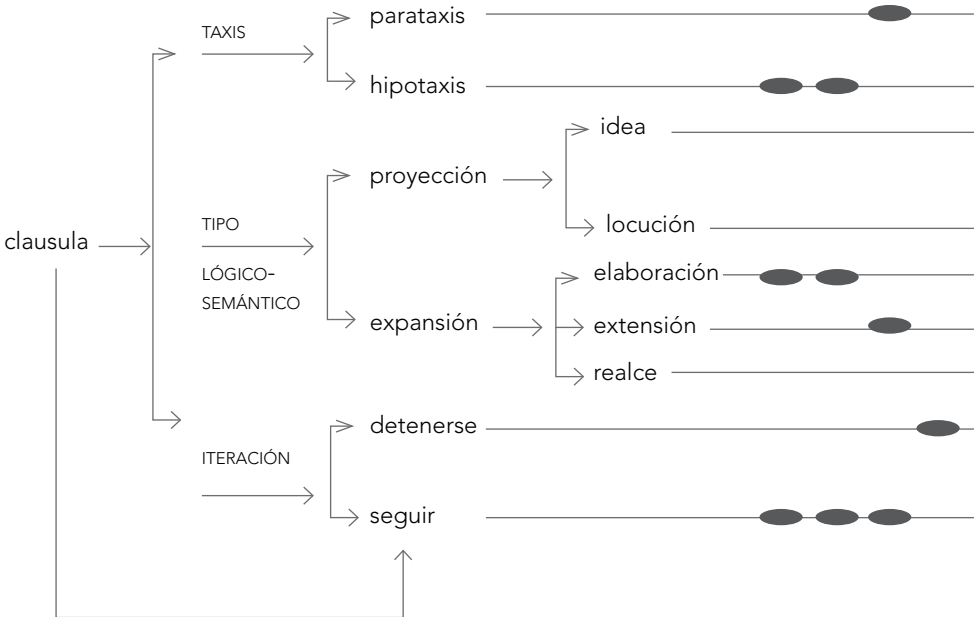 parataxis
TAXIS
hipotaxis
idea
proyección
TIPO
locución
clausula
LÓGICO-
SEMÁNTICO
elaboración
expansión
extensión
realce
detenerse
ITERACIÓN
seguir